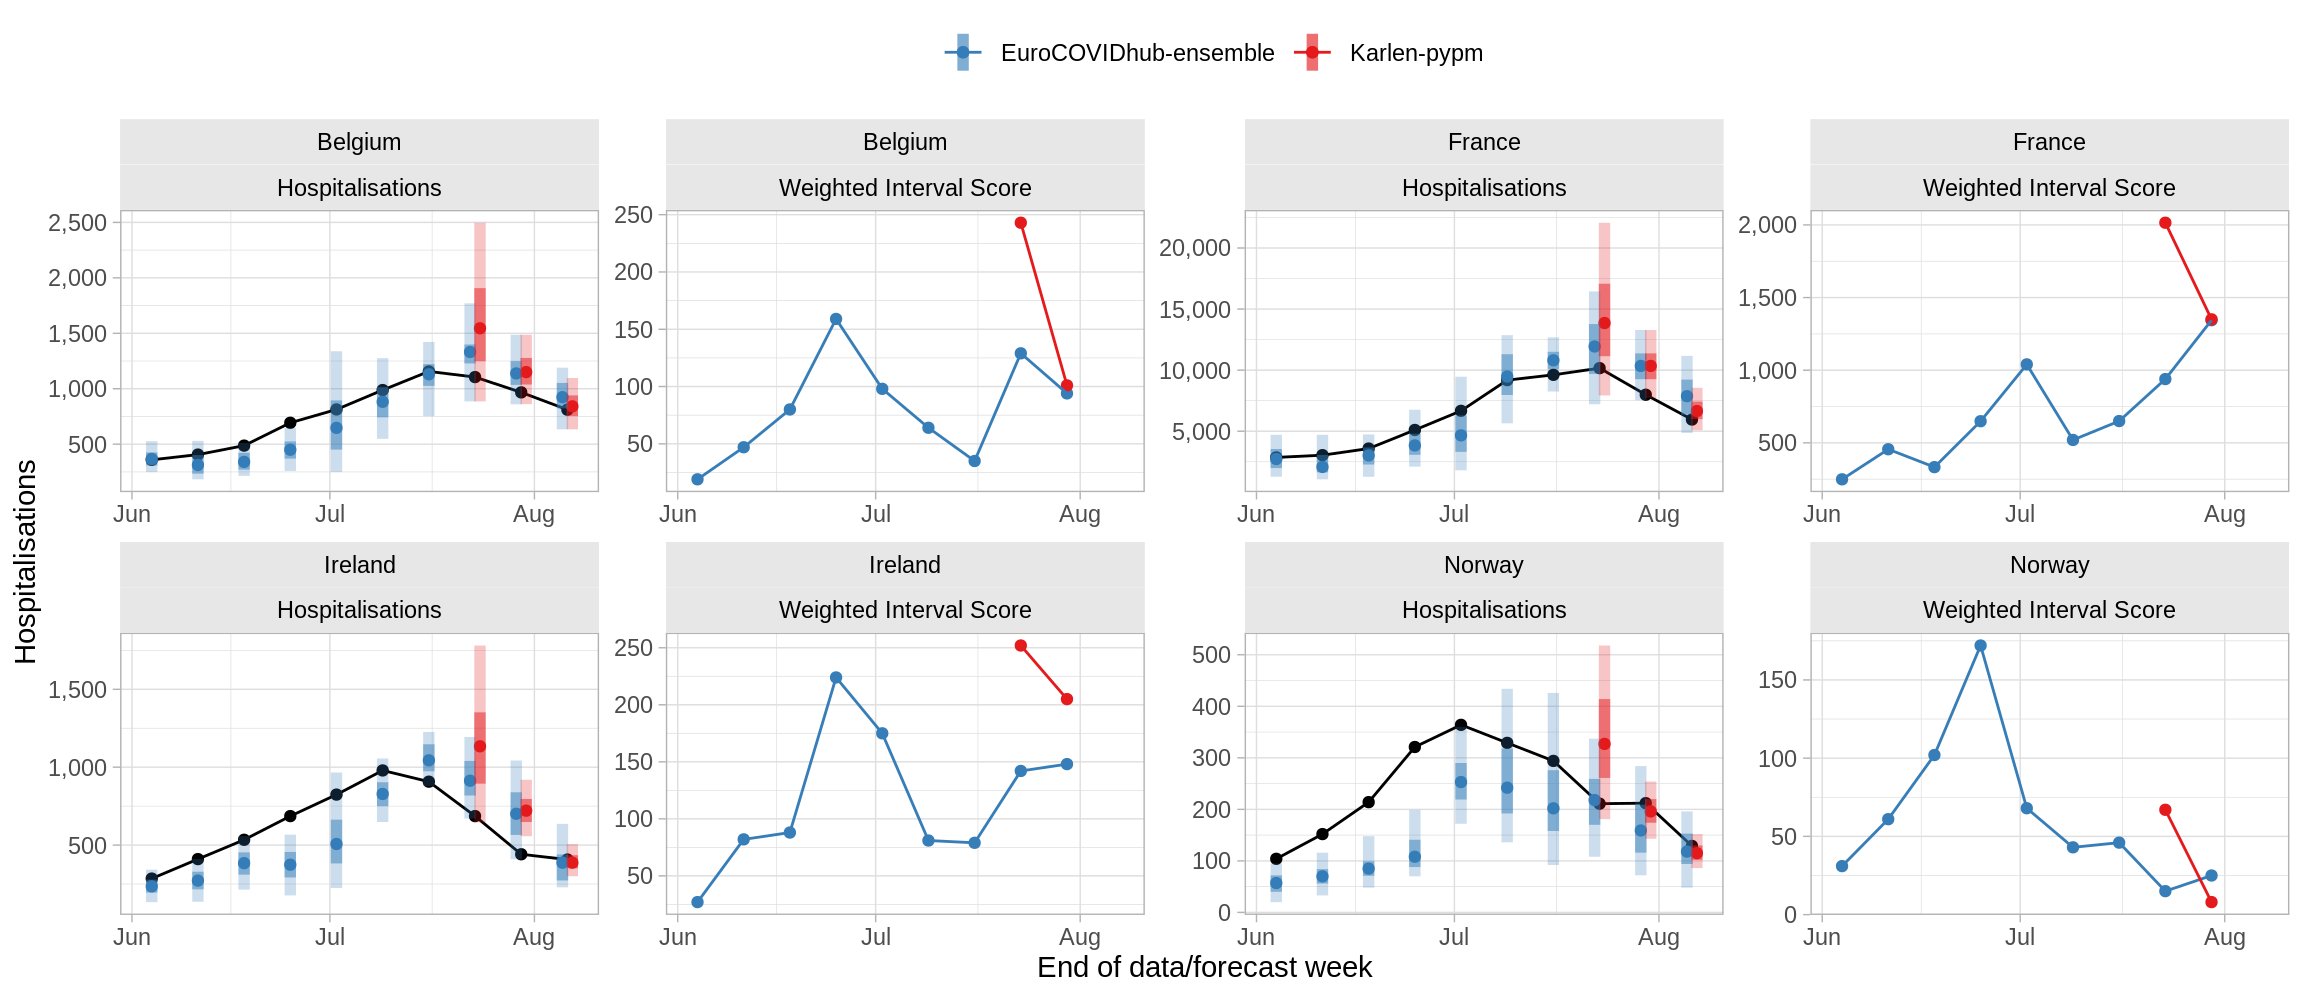 EuroCOVIDhub-ensemble Karlen-pypm
Belgium Belgium France France
Hospitalisations Weighted Interval Score Hospitalisations Weighted Interval Score
2,500
2,000
1,500
1,000
500
Jun Jul Aug
250
200
150
100
50
Jun Jul Aug
20,000
15,000
10,000
5,000
Jun Jul Aug
2,000
1,500
1,000
500
Jun Jul Aug
Hospitalisations
Ireland Ireland Norway Norway
Hospitalisations Weighted Interval Score Hospitalisations Weighted Interval Score
1,500
1,000
500
Jun Jul Aug
250
200
150
100
50
Jun Jul Aug
500
400
300
200
100
0
Jun Jul Aug
150
100
50
0
Jun Jul Aug
End of data/forecast week